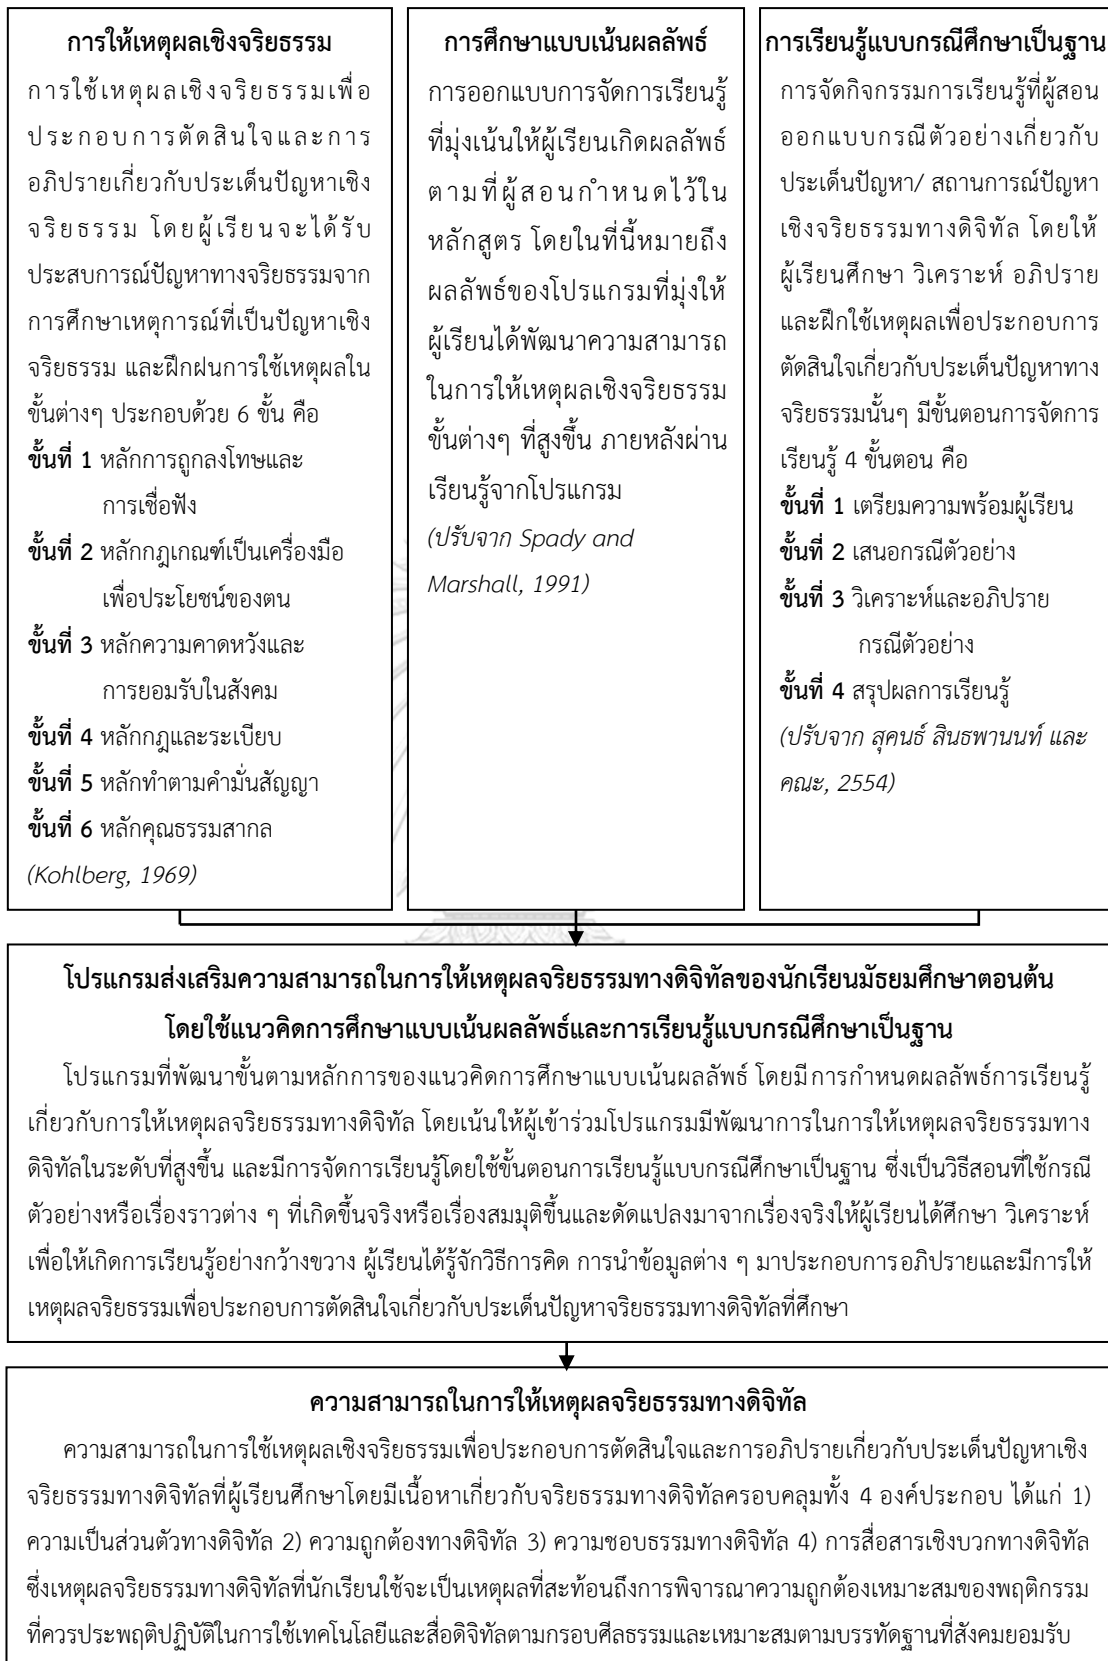 การให้เหตุผลเชิงจริยธรรม
การใช้เหตุผลเชิงจริยธรรมเพื่อ
ประกอบการตัดสินใจและการ
อภิปรายเกี่ยวกับประเด็นปัญหาเชิง
จริยธรรม โดยผู้เรียนจะได้รับ
ประสบการณ์ปัญหาทางจริยธรรมจาก
การศึกษาเหตุการณ์ที่เป็นปัญหาเชิง
จริยธรรม และฝึกฝนการใช้เหตุผลใน
ขั้นต่างๆ ประกอบด้วย 6 ขั้น คือ
ขั้นที่ 1 หลักการถูกลงโทษและ
การเชื่อฟัง
ขั้นที่ 2 หลักกฎเกณฑ์เป็นเครื่องมือ
เพื่อประโยชน์ของตน
ขั้นที่ 3 หลักความคาดหวังและ
การยอมรับในสังคม
ขั้นที่ 4 หลักกฎและระเบียบ
ขั้นที่ 5 หลักทำตามคำมั่นสัญญา
ขั้นที่ 6 หลักคุณธรรมสากล
(Kohlberg, 1969)
การศึกษาแบบเน้นผลลัพธ์
การออกแบบการจัดการเรียนรู้
ที่มุ่งเน้นให้ผู้เรียนเกิดผลลัพธ์
ตามที่ผู้สอนกำหนดไว้ใน
หลักสูตร โดยในที่นี้หมายถึง
ผลลัพธ์ของโปรแกรมที่มุ่งให้
ผู้เรียนได้พัฒนาความสามารถ
ในการให้เหตุผลเชิงจริยธรรม
ขั้นต่างๆ ที่สูงขึ้น ภายหลังผ่าน
เรียนรู้จากโปรแกรม
(ปรับจาก Spady and
Marshall, 1991)
การเรียนรู้แบบกรณีศึกษาเป็นฐาน
การจัดกิจกรรมการเรียนรู้ที่ผู้สอน
ออกแบบกรณีตัวอย่างเกี่ยวกับ
ประเด็นปัญหา/ สถานการณ์ปัญหา
เชิงจริยธรรมทางดิจิทัล โดยให้
ผู้เรียนศึกษา วิเคราะห์ อภิปราย
และฝึกใช้เหตุผลเพื่อประกอบการ
ตัดสินใจเกี่ยวกับประเด็นปัญหาทาง
จริยธรรมนั้นๆ มีขั้นตอนการจัดการ
เรียนรู้ 4 ขั้นตอน คือ
ขั้นที่ 1 เตรียมความพร้อมผู้เรียน
ขั้นที่ 2 เสนอกรณีตัวอย่าง
ขั้นที่ 3 วิเคราะห์และอภิปราย
กรณีตัวอย่าง
ขั้นที่ 4 สรุปผลการเรียนรู้
(ปรับจาก สุคนธ์ สินธพานนท์ และ
คณะ, 2554)
โปรแกรมส่งเสริมความสามารถในการให้เหตุผลจริยธรรมทางดิจิทัลของนักเรียนมัธยมศึกษาตอนต้น
โดยใช้แนวคิดการศึกษาแบบเน้นผลลัพธ์และการเรียนรู้แบบกรณีศึกษาเป็นฐาน
โปรแกรมที่พัฒนาขึ้นตามหลักการของแนวคิดการศึกษาแบบเน้นผลลัพธ์ โดยมีการกำหนดผลลัพธ์การเรียนรู้
เกี่ยวกับการให้เหตุผลจริยธรรมทางดิจิทัล โดยเน้นให้ผู้เข้าร่วมโปรแกรมมีพัฒนาการในการให้เหตุผลจริยธรรมทาง
ดิจิทัลในระดับที่สูงขึ้น และมีการจัดการเรียนรู้โดยใช้ขั้นตอนการเรียนรู้แบบกรณีศึกษาเป็นฐาน ซึ่งเป็นวิธีสอนที่ใช้กรณี
ตัวอย่างหรือเรื่องราวต่าง ๆ ที่เกิดขึ้นจริงหรือเรื่องสมมุติขึ้นและดัดแปลงมาจากเรื่องจริงให้ผู้เรียนได้ศึกษา วิเคราะห์
เพื่อให้เกิดการเรียนรู้อย่างกว้างขวาง ผู้เรียนได้รู้จักวิธีการคิด การนำข้อมูลต่าง ๆ มาประกอบการอภิปรายและมีการให้
เหตุผลจริยธรรมเพื่อประกอบการตัดสินใจเกี่ยวกับประเด็นปัญหาจริยธรรมทางดิจิทัลที่ศึกษา
ความสามารถในการให้เหตุผลจริยธรรมทางดิจิทัล
ความสามารถในการใช้เหตุผลเชิงจริยธรรมเพื่อประกอบการตัดสินใจและการอภิปรายเกี่ยวกับประเด็นปัญหาเชิง
จริยธรรมทางดิจิทัลที่ผู้เรียนศึกษาโดยมีเนื้อหาเกี่ยวกับจริยธรรมทางดิจิทัลครอบคลุมทั้ง 4 องค์ประกอบ ได้แก่ 1)
ความเป็นส่วนตัวทางดิจิทัล 2) ความถูกต้องทางดิจิทัล 3) ความชอบธรรมทางดิจิทัล 4) การสื่อสารเชิงบวกทางดิจิทัล
ซึ่งเหตุผลจริยธรรมทางดิจิทัลที่นักเรียนใช้จะเป็นเหตุผลที่สะท้อนถึงการพิจารณาความถูกต้องเหมาะสมของพฤติกรรม
ที่ควรประพฤติปฏิบัติในการใช้เทคโนโลยีและสื่อดิจิทัลตามกรอบศีลธรรมและเหมาะสมตามบรรทัดฐานที่สังคมยอมรับ